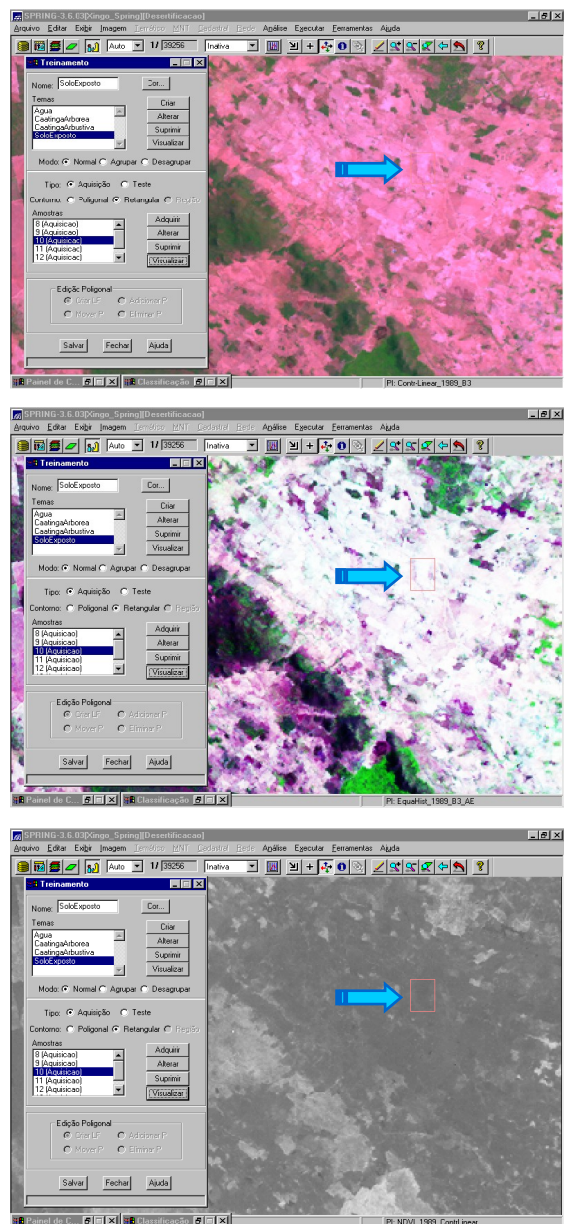 SPRING-3.6.03[Xingo_Spring][Desertificacao]
Arquivo Editar Exibir Imagem Temático MNT Cadastral Rede Análise Executar Ferramentas Ajuda
Auto 1/ 39256 Inativa
Treinamento
Nome: SoloExposto Cor...
Temas
Agua
CaatingaArborea
CaatingaArbustiva
SoloExposto
Criar
Alterar
Suprimir
Visualizar
Modo: Normal Agrupar Desagrupar
Tipo: Aquisição Teste
Contorno: Poligonal Retangular Região
Amostras
8 (Aquisicao)
9 (Aquisicao)
10 (Aquisicao)
11 (Aquisicao)
12 (Aquisicao)
Adquirir
Alterar
Suprimir
Visualizar
Edição Poligonal
Criar LF Adicionar P
Mover P Eliminar P
Salvar Fechar Ajuda
Painel de C... Classificação PI: Contr-Linear_1989_B3
SPRING-3.6.03[Xingo_Spring][Desertificacao]
Arquivo Editar Exibir Imagem Temático MNT Cadastral Rede Análise Executar Ferramentas Ajuda
Auto 1/ 39256 Inativa
Treinamento
Nome: SoloExposto Cor...
Temas
Agua
CaatingaArborea
CaatingaArbustiva
SoloExposto
Criar
Alterar
Suprimir
Visualizar
Modo: Normal Agrupar Desagrupar
Tipo: Aquisição Teste
Contorno: Poligonal Retangular Região
Amostras
8 (Aquisicao)
9 (Aquisicao)
10 (Aquisicao)
11 (Aquisicao)
12 (Aquisicao)
Adquirir
Alterar
Suprimir
Visualizar
Edição Poligonal
Criar LF Adicionar P
Mover P Eliminar P
Salvar Fechar Ajuda
Painel de C... Classificação PI: EquaHist_1989_B3_AE
SPRING-3.6.03[Xingo_Spring][Desertificacao]
Arquivo Editar Exibir Imagem Temático MNT Cadastral Rede Análise Executar Ferramentas Ajuda
Auto 1/ 39256 Inativa
Treinamento
Nome: SoloExposto Cor...
Temas
Agua
CaatingaArborea
CaatingaArbustiva
SoloExposto
Criar
Alterar
Suprimir
Visualizar
Modo: Normal Agrupar Desagrupar
Tipo: Aquisição Teste
Contorno: Poligonal Retangular Região
Amostras
8 (Aquisicao)
9 (Aquisicao)
10 (Aquisicao)
11 (Aquisicao)
12 (Aquisicao)
Adquirir
Alterar
Suprimir
Visualizar
Edição Poligonal
Criar LF Adicionar P
Mover P Eliminar P
Salvar Fechar Ajuda
Painel de C... Classificação PI: NDVI_1989_ContrLinear